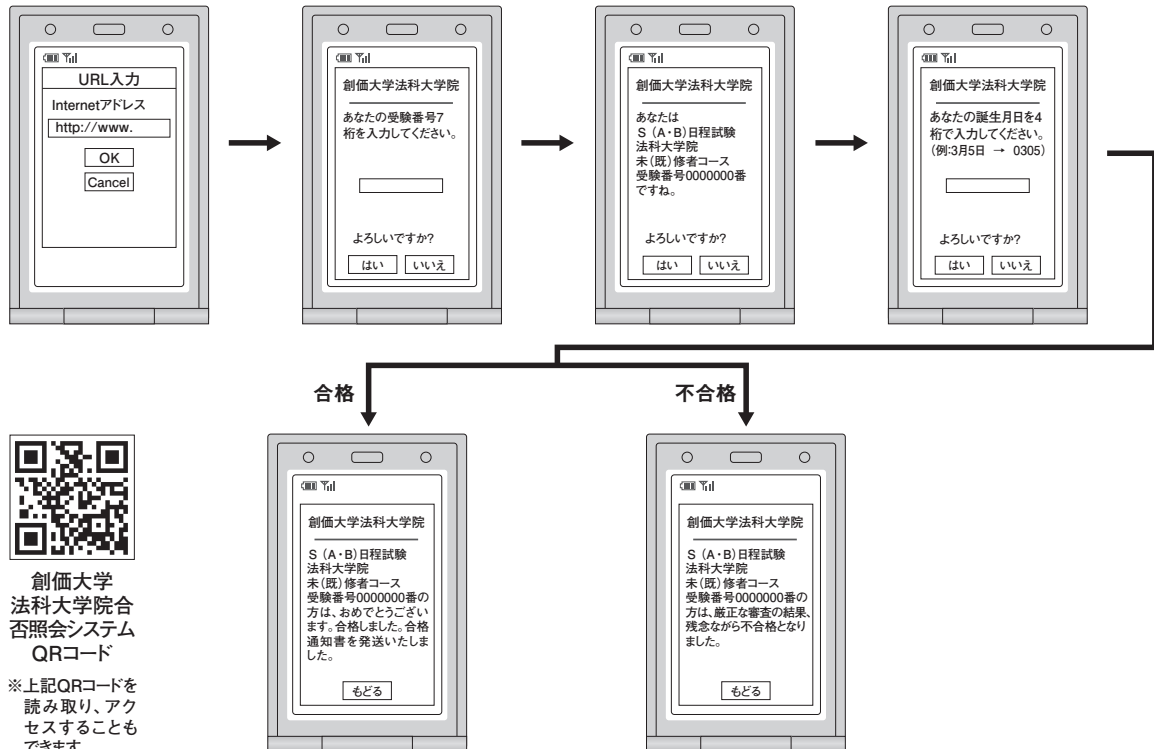 URL入力
Internetアドレス
http://www.
OK
Cancel
創価大学法科大学院
あなたの受験番号7
桁を入力してください。
よろしいですか?
はい いいえ
創価大学法科大学院
あなたは
S（A・B）日程試験
法科大学院
未（既）修者コース
受験番号0000000番
ですね。
よろしいですか?
はい いいえ
創価大学法科大学院
あなたの誕生月日を4
桁で入力してください。
(例:3月5日 → 0305)
よろしいですか?
はい いいえ
合格
不合格
創価大学法科大学院
S（A・B）日程試験
法科大学院
未（既）修者コース
受験番号0000000番の
方は、おめでとうござい
ます。合格しました。合格
通知書を発送いたしま
した。
もどる
創価大学法科大学院
S（A・B）日程試験
法科大学院
未（既）修者コース
受験番号0000000番の
方は、厳正な審査の結果、
残念ながら不合格となり
ました。
もどる
創価大学
法科大学院合
否照会システム
QRコード
※上記QRコードを
読み取り、アク
セスすることも
できます。